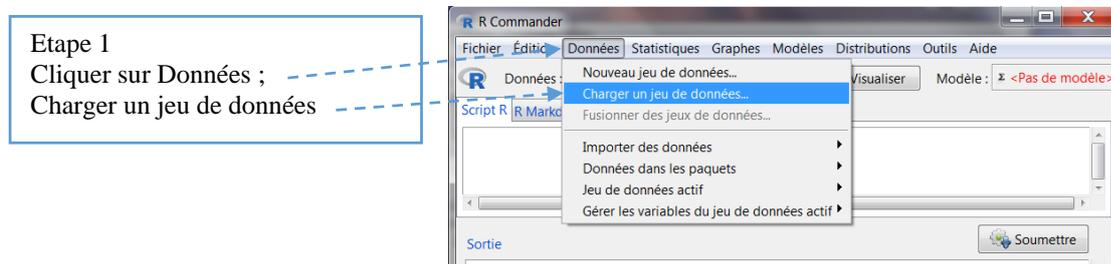 Etape 1
Cliquer sur Données ;
Charger un jeu de données
R R Commander
Fichier Données Statistiques Graphes Modèles Distributions Outils Aide
R Données : Visualiser Modèle : Σ <Pas de modèle>
Script R R Markd
Nouveau jeu de données...
Charger un jeu de données...
Fusionner des jeux de données...
Importer des données
Données dans les paquets
Jeu de données actif
Gérer les variables du jeu de données actif
Sortie
Soumettre